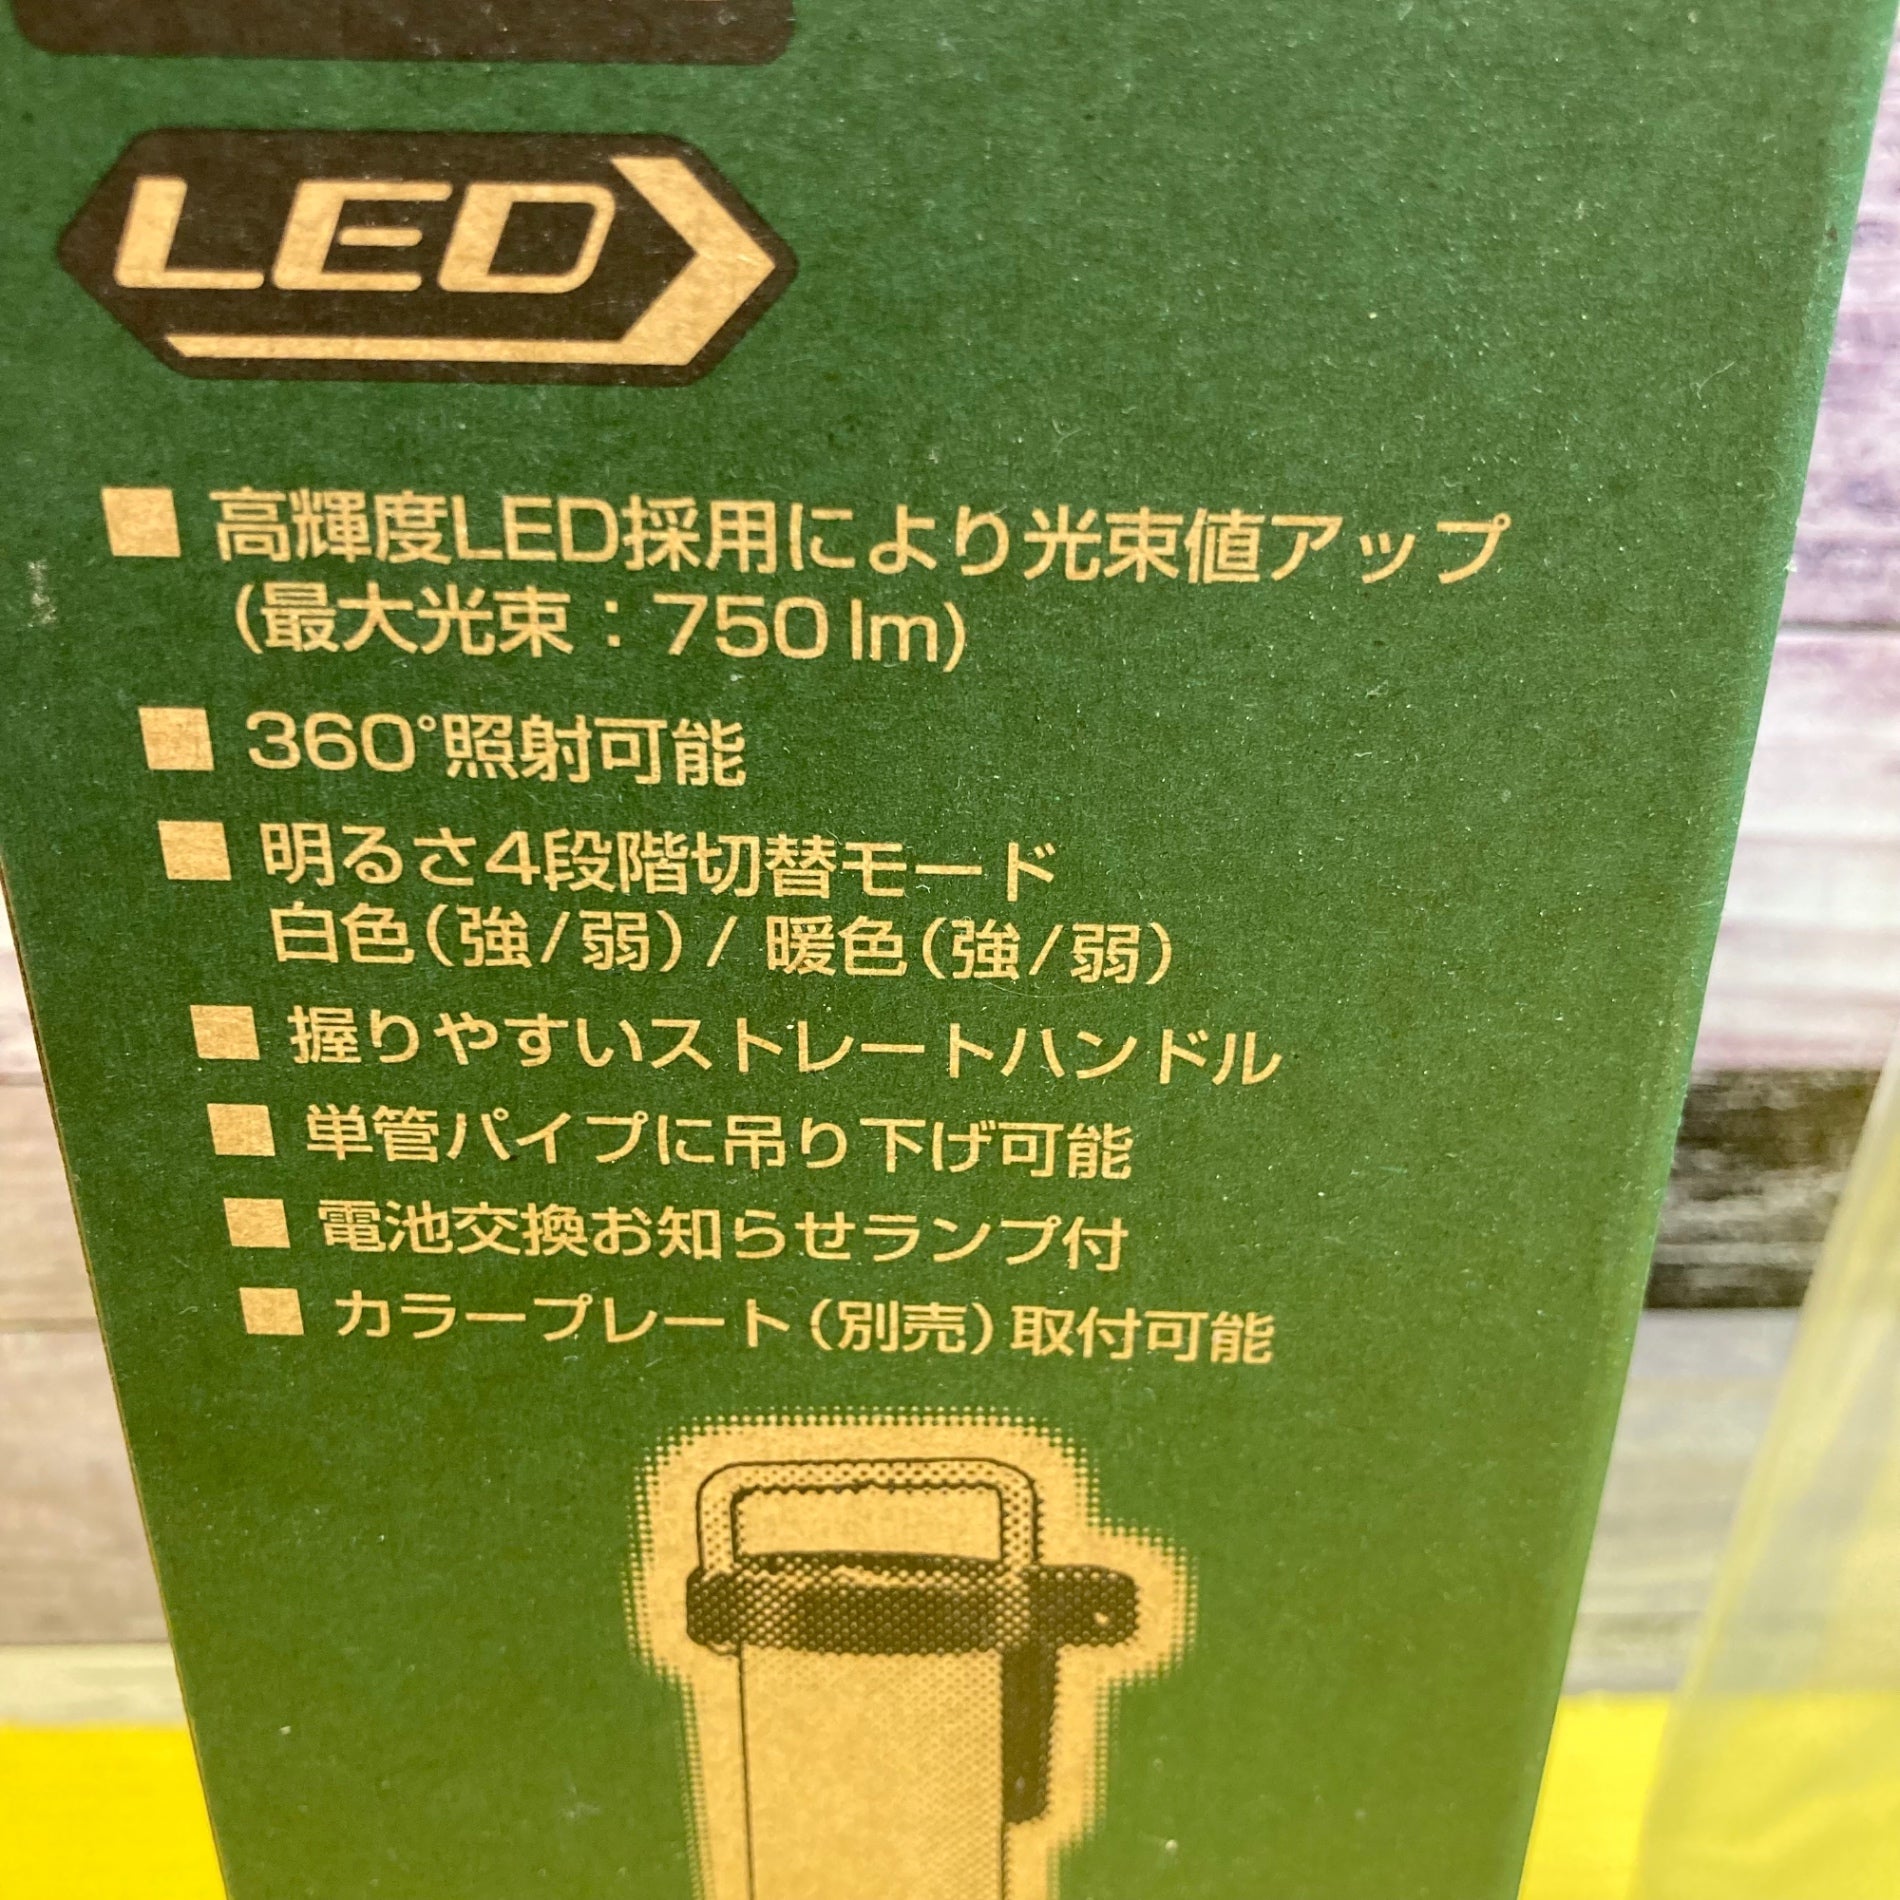 LED
■ 高輝度LED採用により光束値アップ
(最大光束：750 lm)
■ 360°照射可能
■ 明るさ4段階切替モード
白色(強/弱) / 暖色(強/弱)
■ 握りやすいストレートハンドル
■ 単管パイプに吊り下げ可能
■ 電池交換お知らせランプ付
■ カラープレート(別売)取付可能